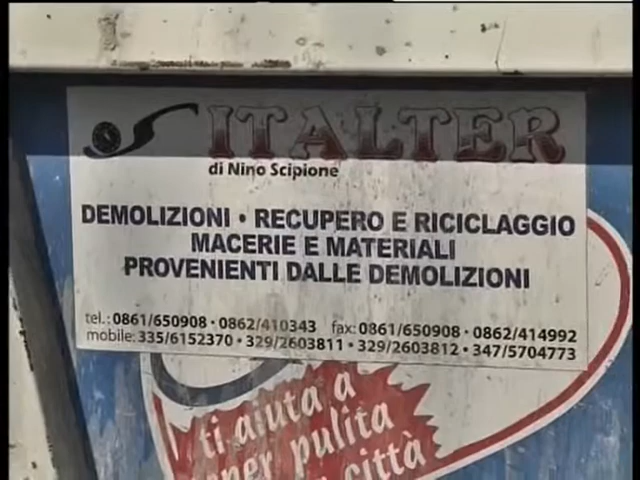 ITALTER
di Nino Scipione
DEMOLIZIONI • RECUPERO E RICICLAGGIO
MACERIE E MATERIALI
PROVENIENTI DALLE DEMOLIZIONI
tel.: 0861/650908 • 0862/410343 fax: 0861/650908 • 0862/414992
mobile: 335/6152370 • 329/2603811 • 329/2603812 • 347/5704773
ti aiuta a
pulita
città